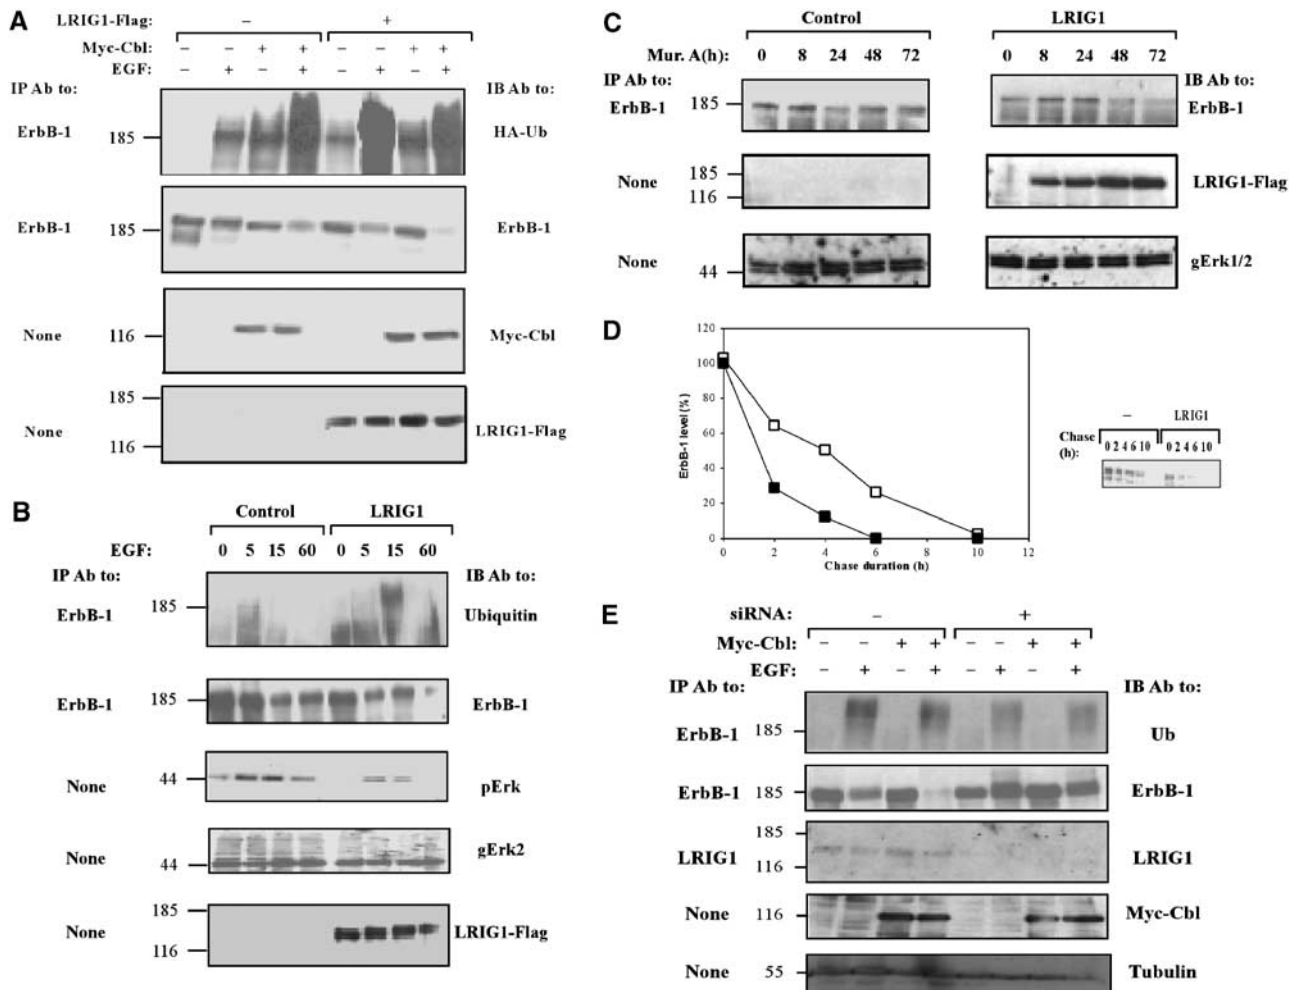 A
LRIG1-Flag: – +
Myc-Cbl: – – + + – – + +
EGF: – + – + – + – +
IP Ab to: IB Ab to:
ErbB-1 185 HA-Ub
ErbB-1 185 ErbB-1
None 116 Myc-Cbl
185
None LRIG1-Flag
116
B
Control LRIG1
EGF: 0 5 15 60 0 5 15 60
IP Ab to: IB Ab to:
ErbB-1 185 Ubiquitin
ErbB-1 185 ErbB-1
None 44 pErk
None 44 gErk2
185
None LRIG1-Flag
116
C
Control LRIG1
Mur. A(h): 0 8 24 48 72 0 8 24 48 72
IP Ab to: IB Ab to:
ErbB-1 185 ErbB-1
None 185 LRIG1-Flag
116
None 44 gErk1/2
D
120
100
80
60
40
20
0
ErbB-1 level (%)
0 2 4 6 8 10 12
Chase duration (h)
– LRIG1
Chase (h): 0 2 4 6 10 0 2 4 6 10
E
siRNA: – +
Myc-Cbl: – – + + – – + +
EGF: – + – + – + – +
IP Ab to: IB Ab to:
ErbB-1 185 Ub
ErbB-1 185 ErbB-1
185
LRIG1 116 LRIG1
None 116 Myc-Cbl
None 55 Tubulin